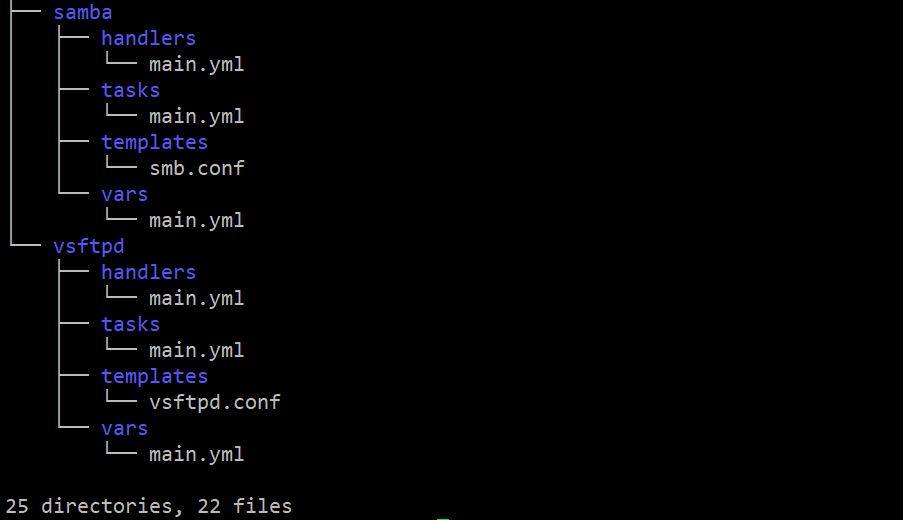 ├── samba
│   ├── handlers
│   │   └── main.yml
│   ├── tasks
│   │   └── main.yml
│   ├── templates
│   │   └── smb.conf
│   └── vars
│       └── main.yml
└── vsftpd
    ├── handlers
    │   └── main.yml
    ├── tasks
    │   └── main.yml
    ├── templates
    │   └── vsftpd.conf
    └── vars
        └── main.yml
25 directories, 22 files